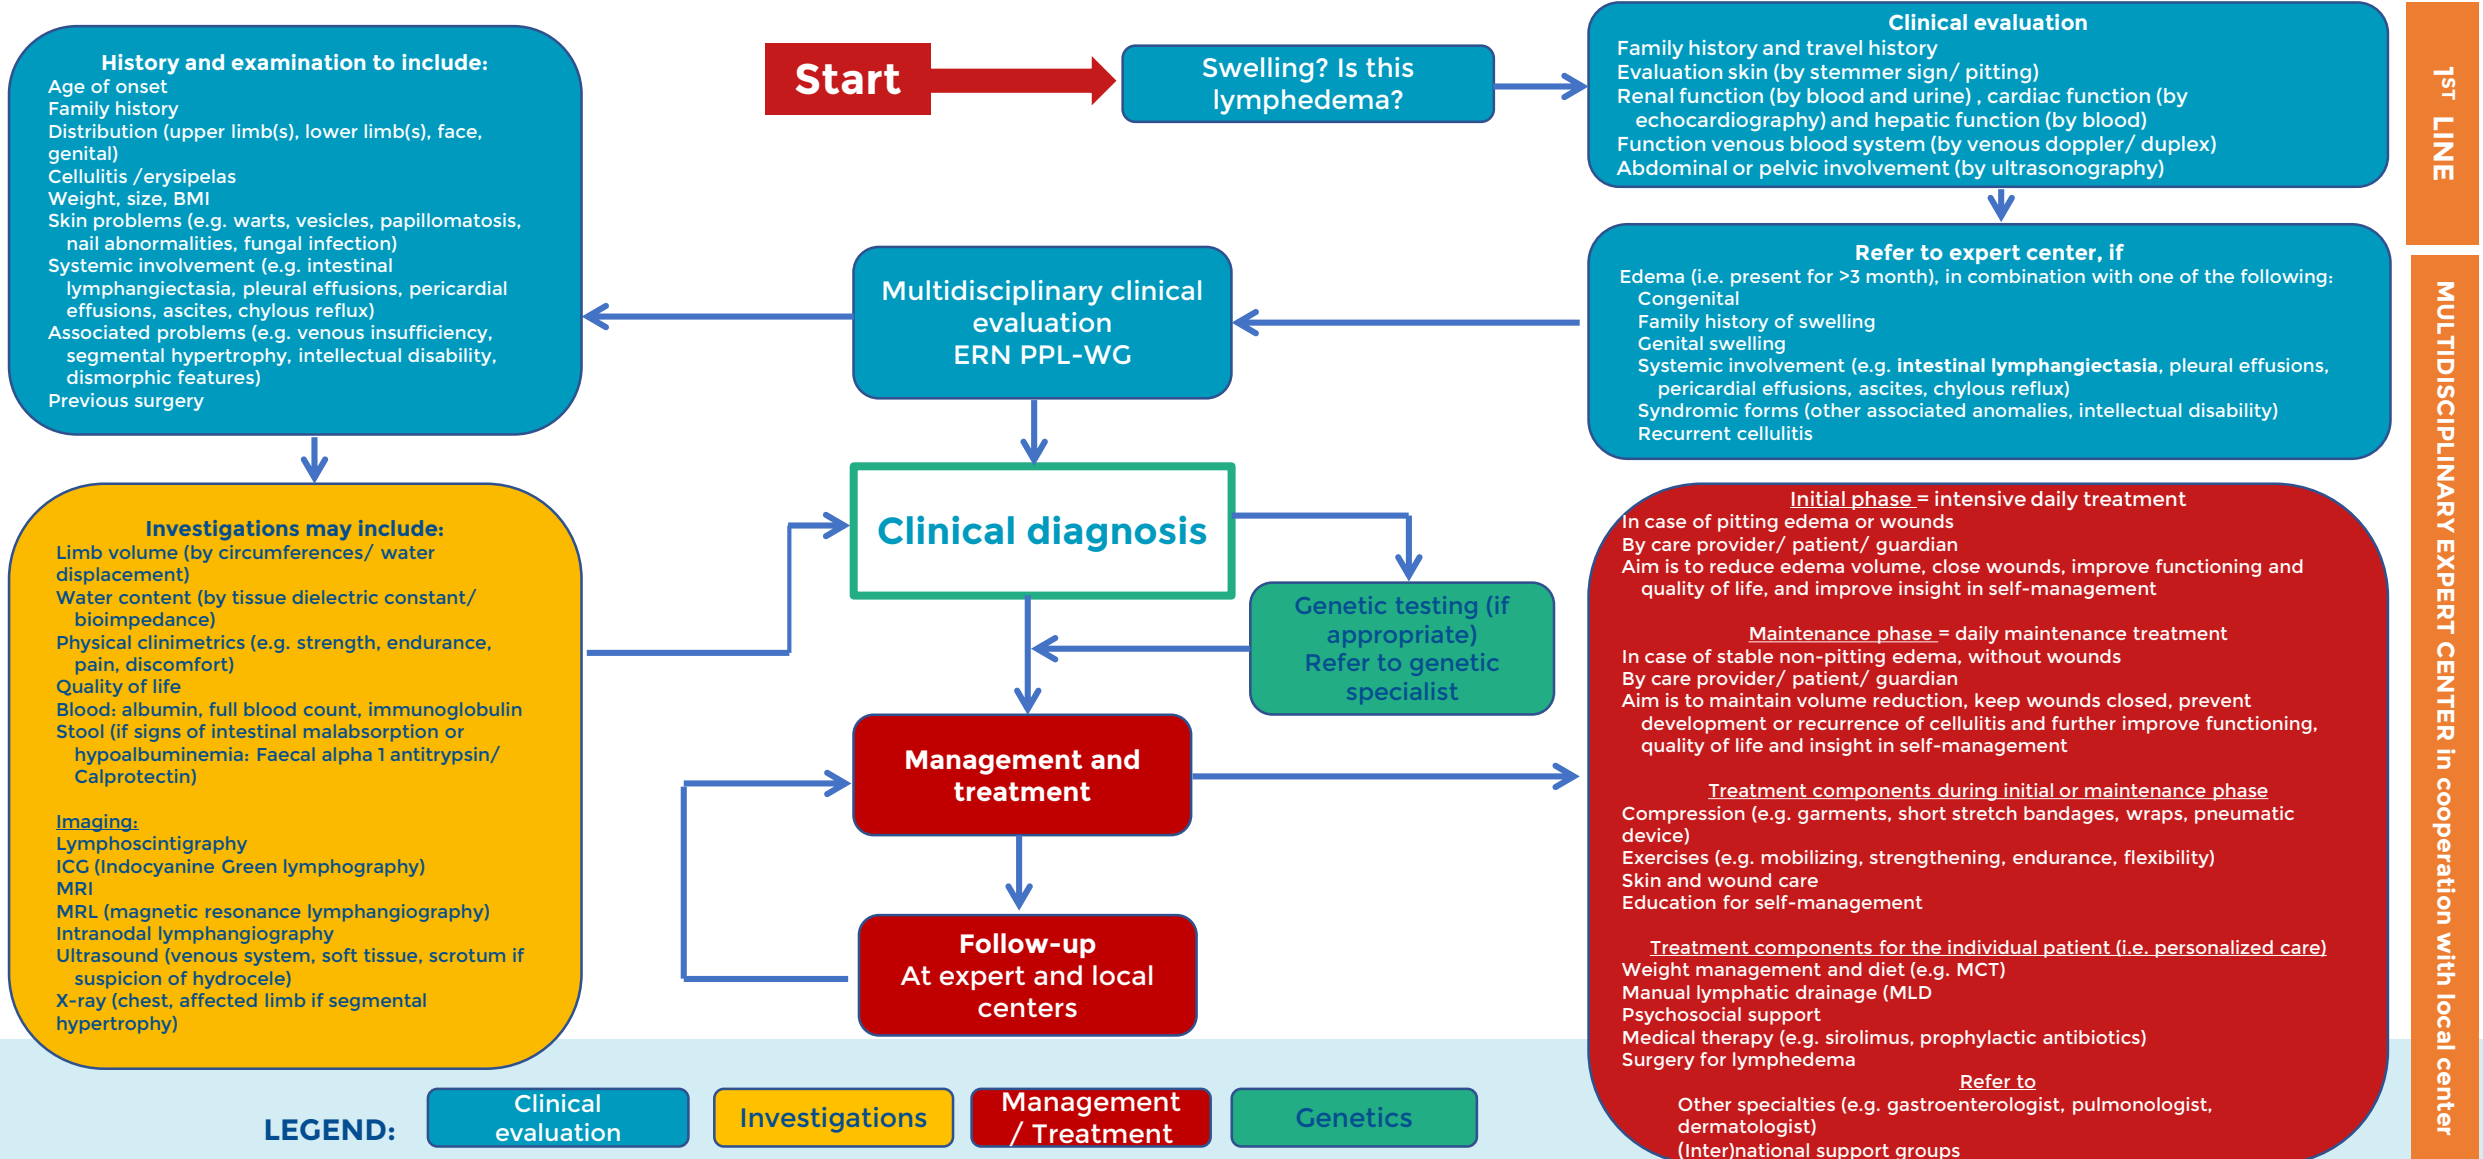 Start
Swelling? Is this
lymphedema?
Clinical evaluation
Family history and travel history
Evaluation skin (by stemmer sign/ pitting)
Renal function (by blood and urine) , cardiac function (by
echocardiography) and hepatic function (by blood)
Function venous blood system (by venous doppler/ duplex)
Abdominal or pelvic involvement (by ultrasonography)
1ST LINE
Refer to expert center, if
Edema (i.e. present for >3 month), in combination with one of the following:
Congenital
Family history of swelling
Genital swelling
Systemic involvement (e.g. intestinal lymphangiectasia, pleural effusions,
pericardial effusions, ascites, chylous reflux)
Syndromic forms (other associated anomalies, intellectual disability)
Recurrent cellulitis
MULTIDISCIPLINARY EXPERT CENTER in cooperation with local center
Multidisciplinary clinical
evaluation
ERN PPL-WG
History and examination to include:
Age of onset
Family history
Distribution (upper limb(s), lower limb(s), face,
genital)
Cellulitis /erysipelas
Weight, size, BMI
Skin problems (e.g. warts, vesicles, papillomatosis,
nail abnormalities, fungal infection)
Systemic involvement (e.g. intestinal
lymphangiectasia, pleural effusions, pericardial
effusions, ascites, chylous reflux)
Associated problems (e.g. venous insufficiency,
segmental hypertrophy, intellectual disability,
dismorphic features)
Previous surgery
Investigations may include:
Limb volume (by circumferences/ water
displacement)
Water content (by tissue dielectric constant/
bioimpedance)
Physical clinimetrics (e.g. strength, endurance,
pain, discomfort)
Quality of life
Blood: albumin, full blood count, immunoglobulin
Stool (if signs of intestinal malabsorption or
hypoalbuminemia: Faecal alpha 1 antitrypsin/
Calprotectin)
Imaging:
Lymphoscintigraphy
ICG (Indocyanine Green lymphography)
MRI
MRL (magnetic resonance lymphangiography)
Intranodal lymphangiography
Ultrasound (venous system, soft tissue, scrotum if
suspicion of hydrocele)
X-ray (chest, affected limb if segmental
hypertrophy)
Clinical diagnosis
Genetic testing (if
appropriate)
Refer to genetic
specialist
Management and
treatment
Follow-up
At expert and local
centers
Initial phase = intensive daily treatment
In case of pitting edema or wounds
By care provider/ patient/ guardian
Aim is to reduce edema volume, close wounds, improve functioning and
quality of life, and improve insight in self-management
Maintenance phase = daily maintenance treatment
In case of stable non-pitting edema, without wounds
By care provider/ patient/ guardian
Aim is to maintain volume reduction, keep wounds closed, prevent
development or recurrence of cellulitis and further improve functioning,
quality of life and insight in self-management
Treatment components during initial or maintenance phase
Compression (e.g. garments, short stretch bandages, wraps, pneumatic
device)
Exercises (e.g. mobilizing, strengthening, endurance, flexibility)
Skin and wound care
Education for self-management
Treatment components for the individual patient (i.e. personalized care)
Weight management and diet (e.g. MCT)
Manual lymphatic drainage (MLD
Psychosocial support
Medical therapy (e.g. sirolimus, prophylactic antibiotics)
Surgery for lymphedema
Refer to
Other specialties (e.g. gastroenterologist, pulmonologist,
dermatologist)
(Inter)national support groups
LEGEND:
Clinical
evaluation
Investigations
Management
/ Treatment
Genetics